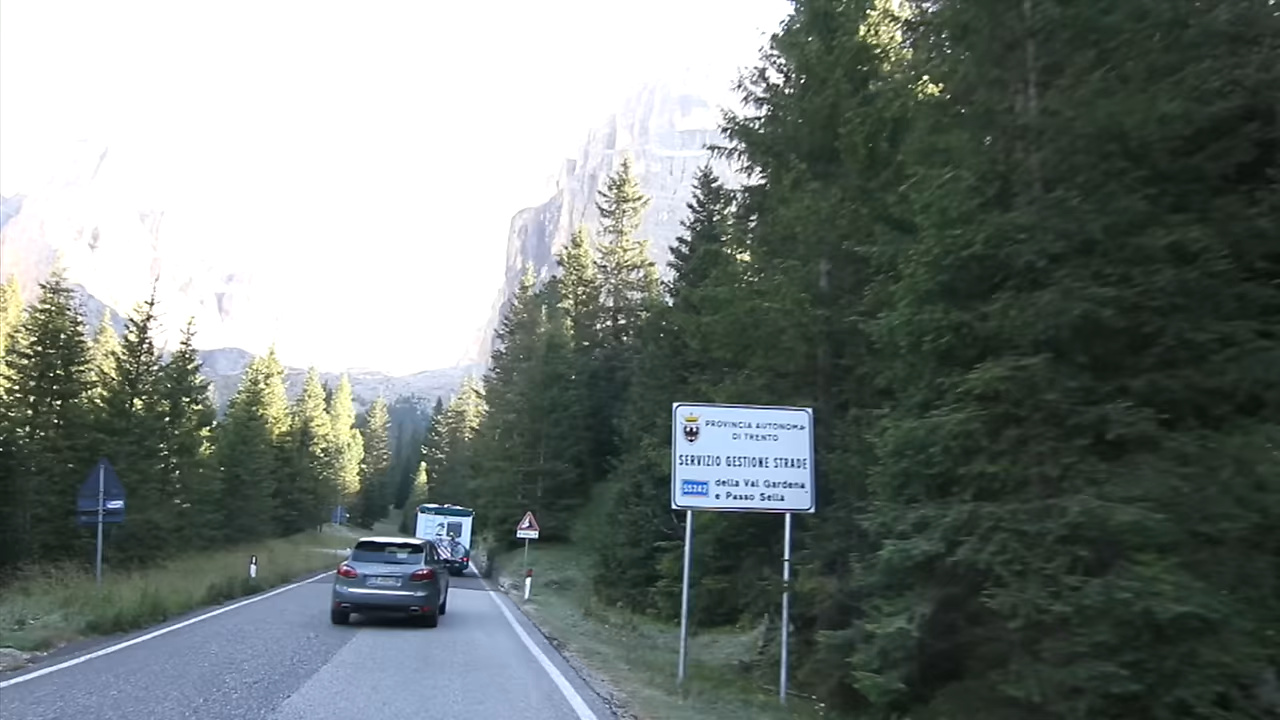 PROVINCIA AUTONOMA
DI TRENTO
SERVIZIO GESTIONE STRADE
SS242 della Val Gardena
e Passo Sella